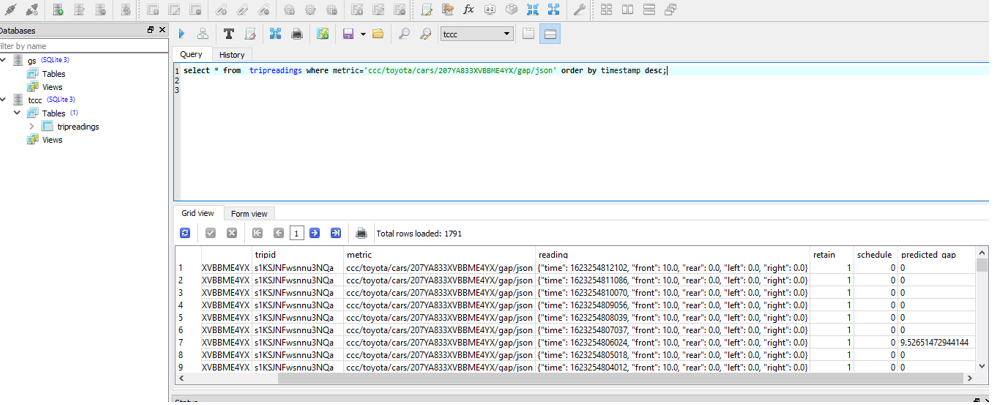 Databases
filter by name
gs (SQLite 3)
Tables
Views
tccc (SQLite 3)
Tables (1)
tripreadings
Views
tccc
Query History
1 select * from tripreadings where metric='ccc/toyota/cars/207YA833XVBBME4YX/gap/json' order by timestamp desc;
2
3
Grid view Form view
1 Total rows loaded: 1791
tripid metric reading retain schedule predicted_gap
1 XVBBME4YX s1KSJNFwsnnu3NQa ccc/toyota/cars/207YA833XVBBME4YX/gap/json {"time": 1623254812102, "front": 10.0, "rear": 0.0, "left": 0.0, "right": 0.0} 1 0 0
2 XVBBME4YX s1KSJNFwsnnu3NQa ccc/toyota/cars/207YA833XVBBME4YX/gap/json {"time": 1623254811086, "front": 10.0, "rear": 0.0, "left": 0.0, "right": 0.0} 1 0 0
3 XVBBME4YX s1KSJNFwsnnu3NQa ccc/toyota/cars/207YA833XVBBME4YX/gap/json {"time": 1623254810070, "front": 10.0, "rear": 0.0, "left": 0.0, "right": 0.0} 1 0 0
4 XVBBME4YX s1KSJNFwsnnu3NQa ccc/toyota/cars/207YA833XVBBME4YX/gap/json {"time": 1623254809056, "front": 10.0, "rear": 0.0, "left": 0.0, "right": 0.0} 1 0 0
5 XVBBME4YX s1KSJNFwsnnu3NQa ccc/toyota/cars/207YA833XVBBME4YX/gap/json {"time": 1623254808039, "front": 10.0, "rear": 0.0, "left": 0.0, "right": 0.0} 1 0 0
6 XVBBME4YX s1KSJNFwsnnu3NQa ccc/toyota/cars/207YA833XVBBME4YX/gap/json {"time": 1623254807037, "front": 10.0, "rear": 0.0, "left": 0.0, "right": 0.0} 1 0 0
7 XVBBME4YX s1KSJNFwsnnu3NQa ccc/toyota/cars/207YA833XVBBME4YX/gap/json {"time": 1623254806024, "front": 10.0, "rear": 0.0, "left": 0.0, "right": 0.0} 1 0 9.52651472944144
8 XVBBME4YX s1KSJNFwsnnu3NQa ccc/toyota/cars/207YA833XVBBME4YX/gap/json {"time": 1623254805018, "front": 10.0, "rear": 0.0, "left": 0.0, "right": 0.0} 1 0 0
9 XVBBME4YX s1KSJNFwsnnu3NQa ccc/toyota/cars/207YA833XVBBME4YX/gap/json {"time": 1623254804012, "front": 10.0, "rear": 0.0, "left": 0.0, "right": 0.0} 1 0 0
Status